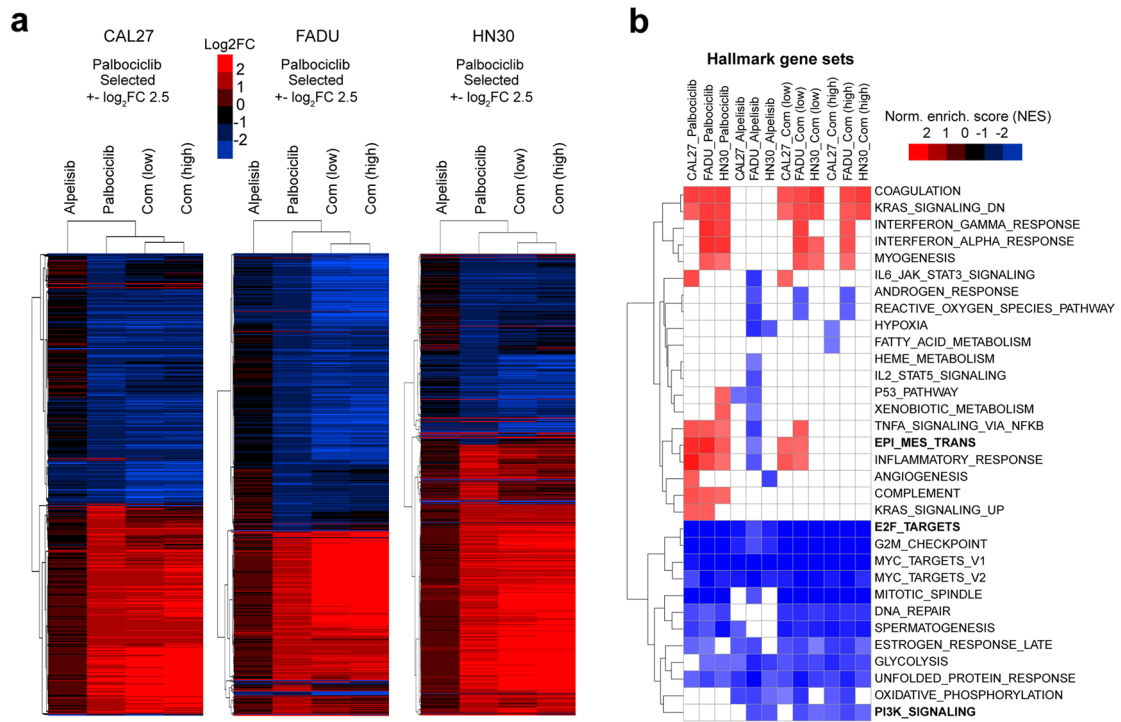 a
CAL27
FADU
HN30
Palbociclib
Selected
+- log2FC 2.5
Log2FC
2
1
0
-1
-2
Palbociclib
Selected
+- log2FC 2.5
Palbociclib
Selected
+- log2FC 2.5
Apelisib
Palbociclib
Com (low)
Com (high)
Apelisib
Palbociclib
Com (low)
Com (high)
Apelisib
Palbociclib
Com (low)
Com (high)
b
Hallmark gene sets
Norm. enrich. score (NES)
2 1 0 -1 -2
CAL27_Palbociclib
FADU_Palbociclib
HN30_Palbociclib
CAL27_Alpelisib
FADU_Alpelisib
HN30_Alpelisib
CAL27_Com (low)
FADU_Com (low)
HN30_Com (low)
CAL27_Com (high)
FADU_Com (high)
HN30_Com (high)
COAGULATION
KRAS_SIGNALING_DN
INTERFERON_GAMMA_RESPONSE
INTERFERON_ALPHA_RESPONSE
MYOGENESIS
IL6_JAK_STAT3_SIGNALING
ANDROGEN_RESPONSE
REACTIVE_OXYGEN_SPECIES_PATHWAY
HYPOXIA
FATTY_ACID_METABOLISM
HEME_METABOLISM
IL2_STAT5_SIGNALING
P53_PATHWAY
XENOBIOTIC_METABOLISM
TNFA_SIGNALING_VIA_NFKB
EPI_MES_TRANS
INFLAMMATORY_RESPONSE
ANGIOGENESIS
COMPLEMENT
KRAS_SIGNALING_UP
E2F_TARGETS
G2M_CHECKPOINT
MYC_TARGETS_V1
MYC_TARGETS_V2
MITOTIC_SPINDLE
DNA_REPAIR
SPERMATOGENESIS
ESTROGEN_RESPONSE_LATE
GLYCOLYSIS
UNFOLDED_PROTEIN_RESPONSE
OXIDATIVE_PHOSPHORYLATION
PI3K_SIGNALING